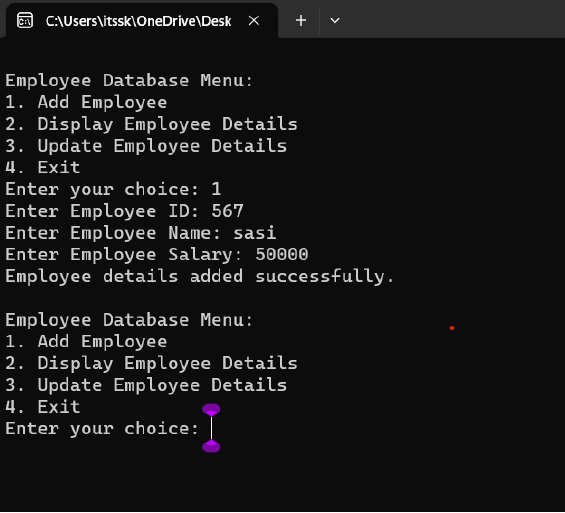 C:\Users\itssk\OneDrive\Desk
Employee Database Menu:
1. Add Employee
2. Display Employee Details
3. Update Employee Details
4. Exit
Enter your choice: 1
Enter Employee ID: 567
Enter Employee Name: sasi
Enter Employee Salary: 50000
Employee details added successfully.
Employee Database Menu:
1. Add Employee
2. Display Employee Details
3. Update Employee Details
4. Exit
Enter your choice: